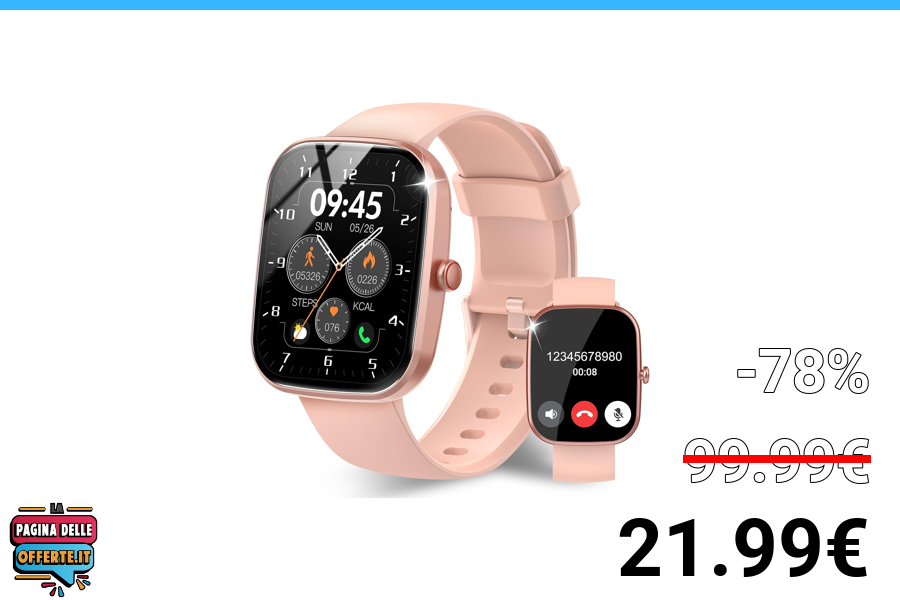 11 12 1
09:45
10 2
SUN 05/26
9 3
05326 0226
STEPS KCAL
8 4
076
7 6 5
12345678980
00:08
-78%
99.99€
21.99€
LA
PAGINA DELLE
OFFERTE.IT